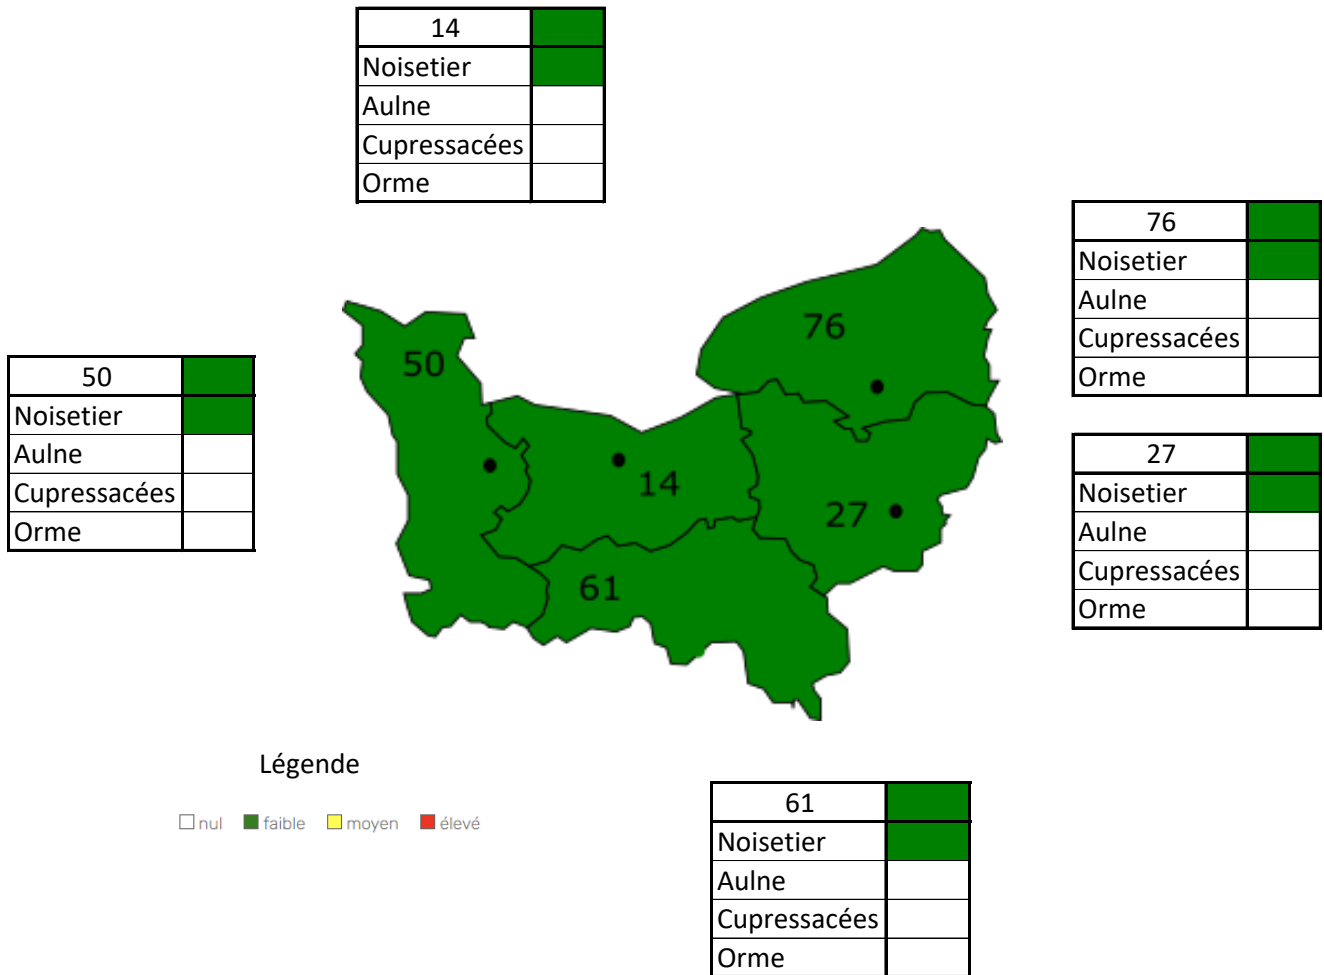 14
Noisetier
Aulne
Cupressacées
Orme
76
Noisetier
Aulne
Cupressacées
Orme
50
Noisetier
Aulne
Cupressacées
Orme
27
Noisetier
Aulne
Cupressacées
Orme
76
50
14
27
61
Légende
nul faible moyen élevé
61
Noisetier
Aulne
Cupressacées
Orme